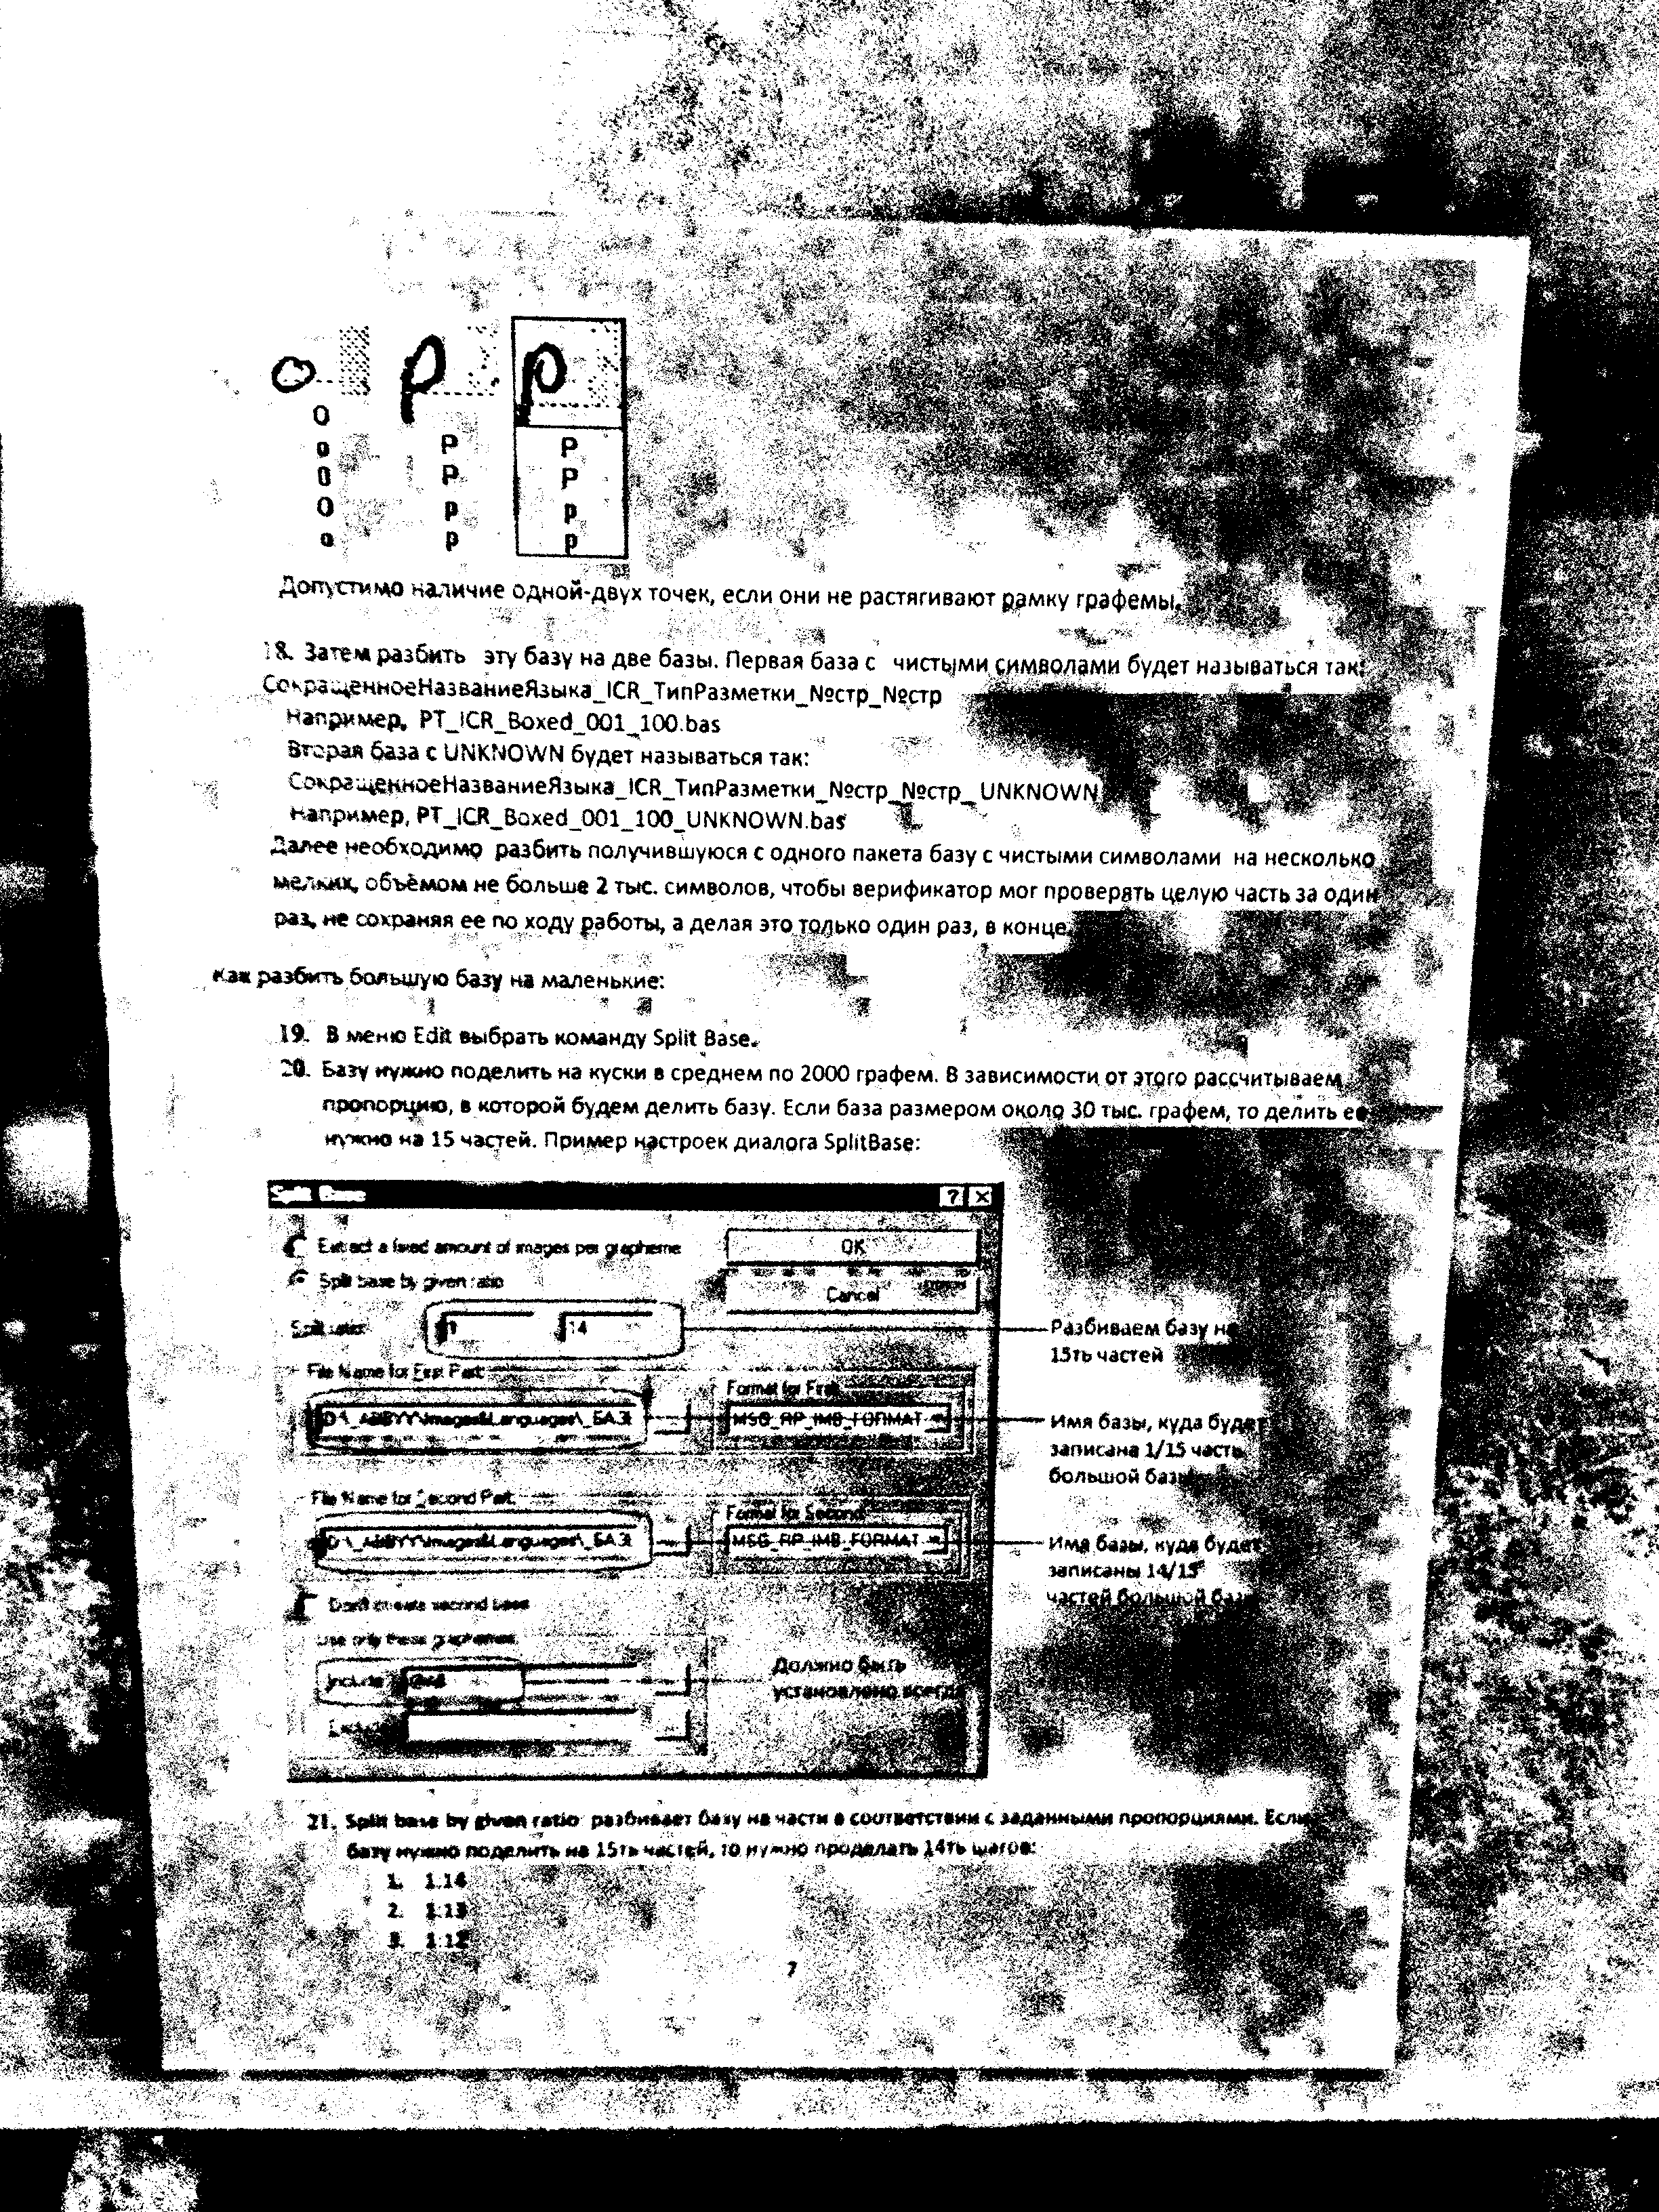 o p p
O
o P P
0 P P
O p p
o p p
Допустимо наличие одной-двух точек, если они не растягивают рамку графемы.
18. Затем разбить эту базу на две базы. Первая база с чистыми символами будет называться так:
СокращенноеНазваниеЯзыка_ICR_ТипРазметки_№стр_№стр
Например, PT_ICR_Boxed_001_100.bas
Вторая база с UNKNOWN будет называться так:
СокращенноеНазваниеЯзыка_ICR_ТипРазметки_№стр_№стр_ UNKNOWN
Например, PT_ICR_Boxed_001_100_UNKNOWN.bas
Далее необходимо разбить получившуюся с одного пакета базу с чистыми символами на несколько
мелких, объёмом не больше 2 тыс. символов, чтобы верификатор мог проверять целую часть за один
раз, не сохраняя ее по ходу работы, а делая это только один раз, в конце.
Как разбить большую базу на маленькие:
19. В меню Edit выбрать команду Split Base.
20. Базу нужно поделить на куски в среднем по 2000 графем. В зависимости от этого рассчитываем
пропорцию, в которой будем делить базу. Если база размером около 30 тыс. графем, то делить ее
нужно на 15 частей. Пример настроек диалога SplitBase:
Split Base
Extract a fixed amount of images per grapheme
OK
Split base by given ratio
Cancel
Split ratio: 1 14
Разбиваем базу на
15ть частей
File Name for First Part:
Format for First:
D:\_ABBYY\Images&Languages\_БАЗЫ
MSG_RP_IMB_FORMAT
Имя базы, куда будет
записана 1/15 часть
большой базы
File Name for Second Part:
Format for Second:
D:\_ABBYY\Images&Languages\_БАЗЫ
MSG_RP_IMB_FORMAT
Имя базы, куда будет
записаны 14/15
частей большой базы
Don't create second base
Use only these graphemes:
Include:
Должно быть
установлено всегда
Exclude:
21. Split base by given ratio разбивает базу на части в соответствии с заданными пропорциями. Если
базу нужно поделить на 15ть частей, то нужно проделать 14ть шагов:
1. 1:14
2. 1:13
3. 1:12
7